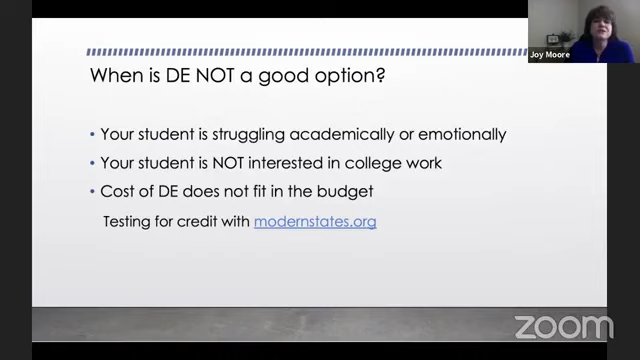 Joy Moore
When is DE NOT a good option?
• Your student is struggling academically or emotionally
• Your student is NOT interested in college work
• Cost of DE does not fit in the budget
Testing for credit with modernstates.org
zoom